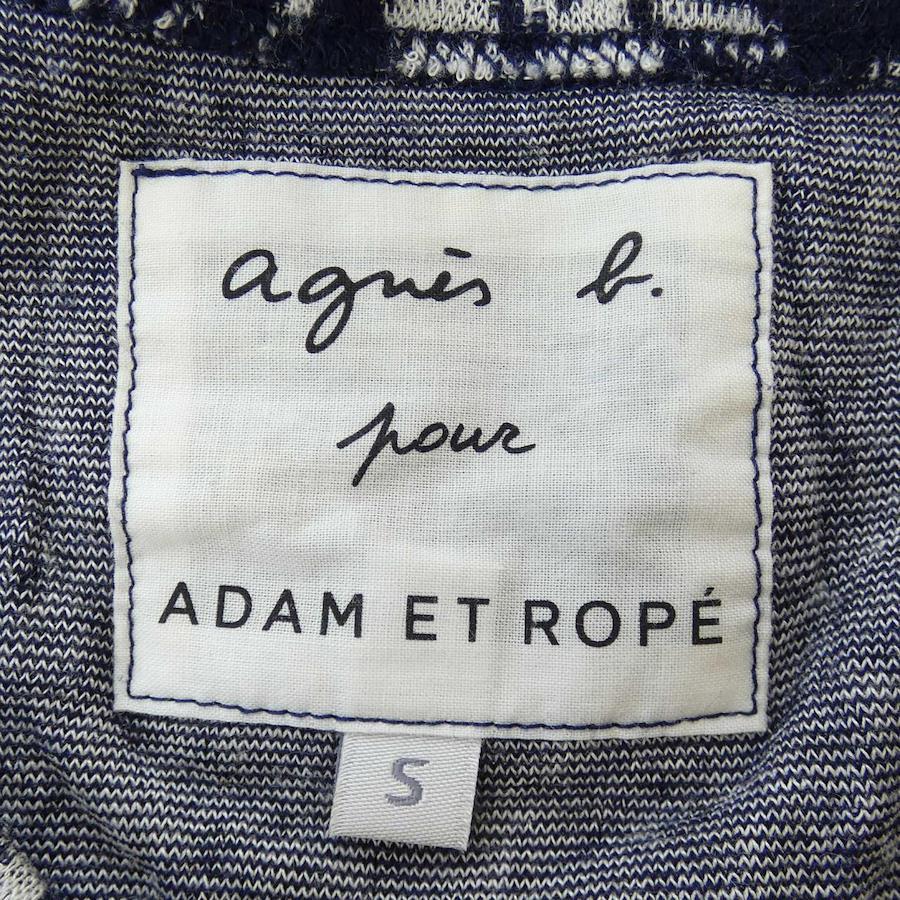 agnès b.
pour
ADAM ET ROPÉ
S